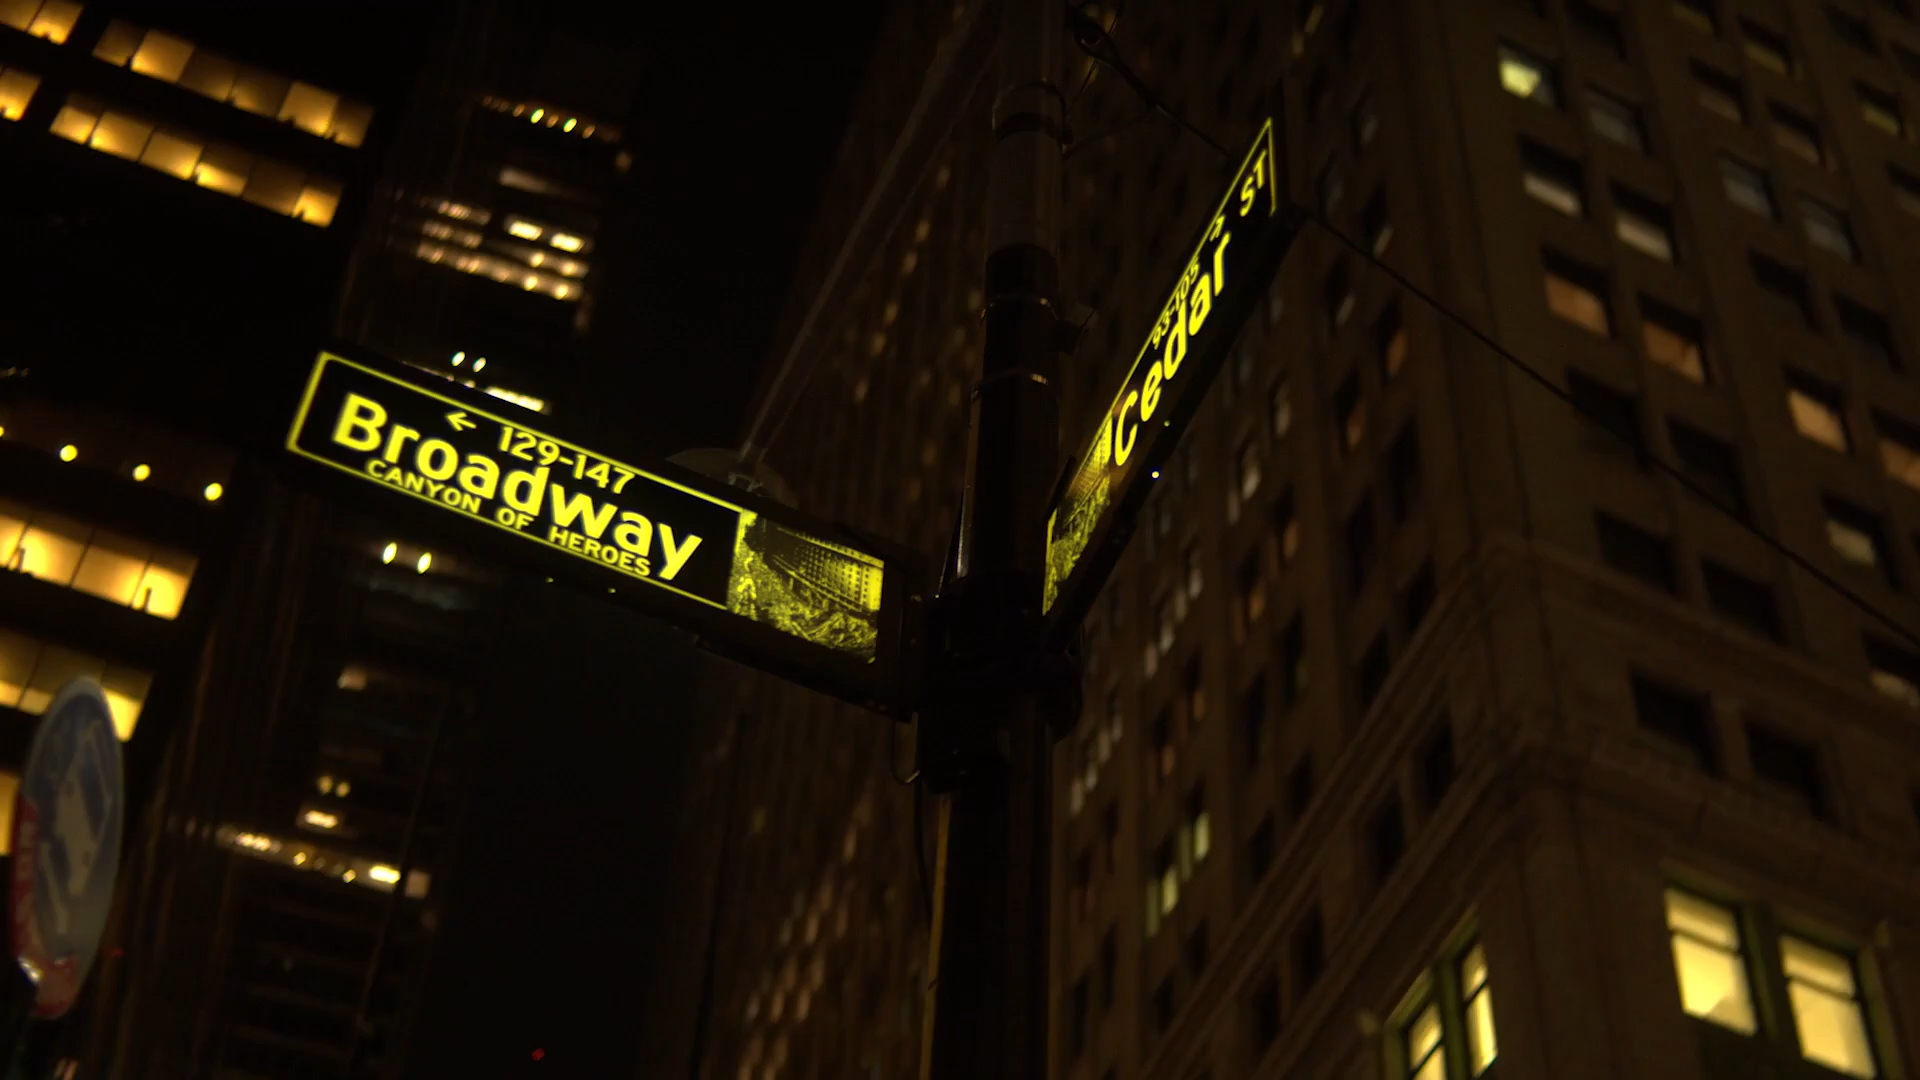 ← 129-147
Broadway
CANYON OF HEROES
93-105 →
Cedar ST